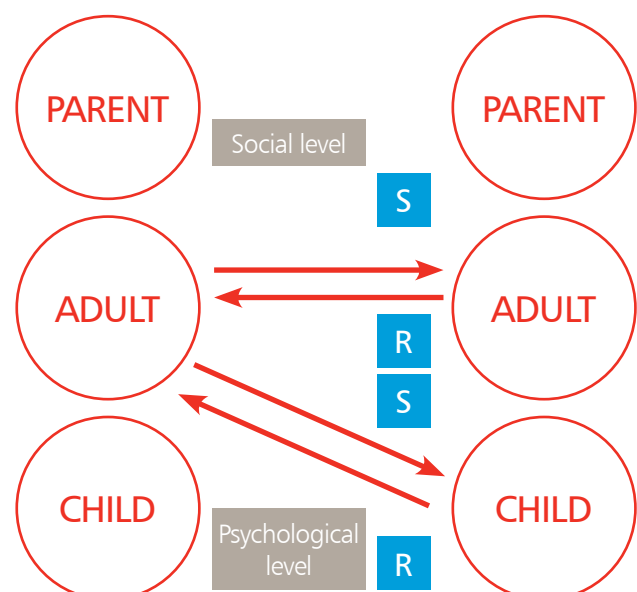 PARENT
PARENT
Social level
S
ADULT
ADULT
R
S
CHILD
CHILD
Psychological
level
R